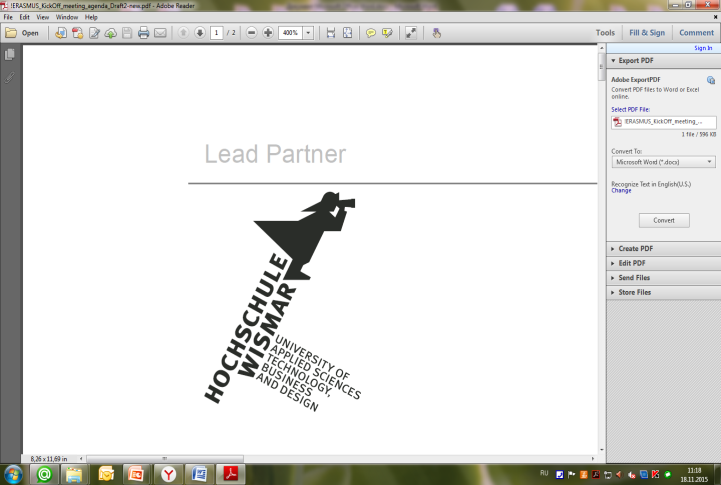 !ERASMUS_KickOff_meeting_agenda_Draft2-new.pdf - Adobe Reader
File Edit View Window Help
Open 1 / 2 400% Tools Fill & Sign Comment
Sign In
Export PDF
Adobe ExportPDF
Convert PDF files to Word or Excel
online.
Select PDF File:
!ERASMUS_KickOff_meeting_...
1 file / 596 KB
Convert To:
Microsoft Word (*.docx)
Recognize Text in English(U.S.)
Change
Convert
Create PDF
Edit PDF
Send Files
Store Files
Lead Partner
HOCHSCHULE
WISMAR
UNIVERSITY OF
APPLIED SCIENCES
TECHNOLOGY,
BUSINESS
AND DESIGN
8,26 x 11,69 in
RU
11:18
18.11.2015